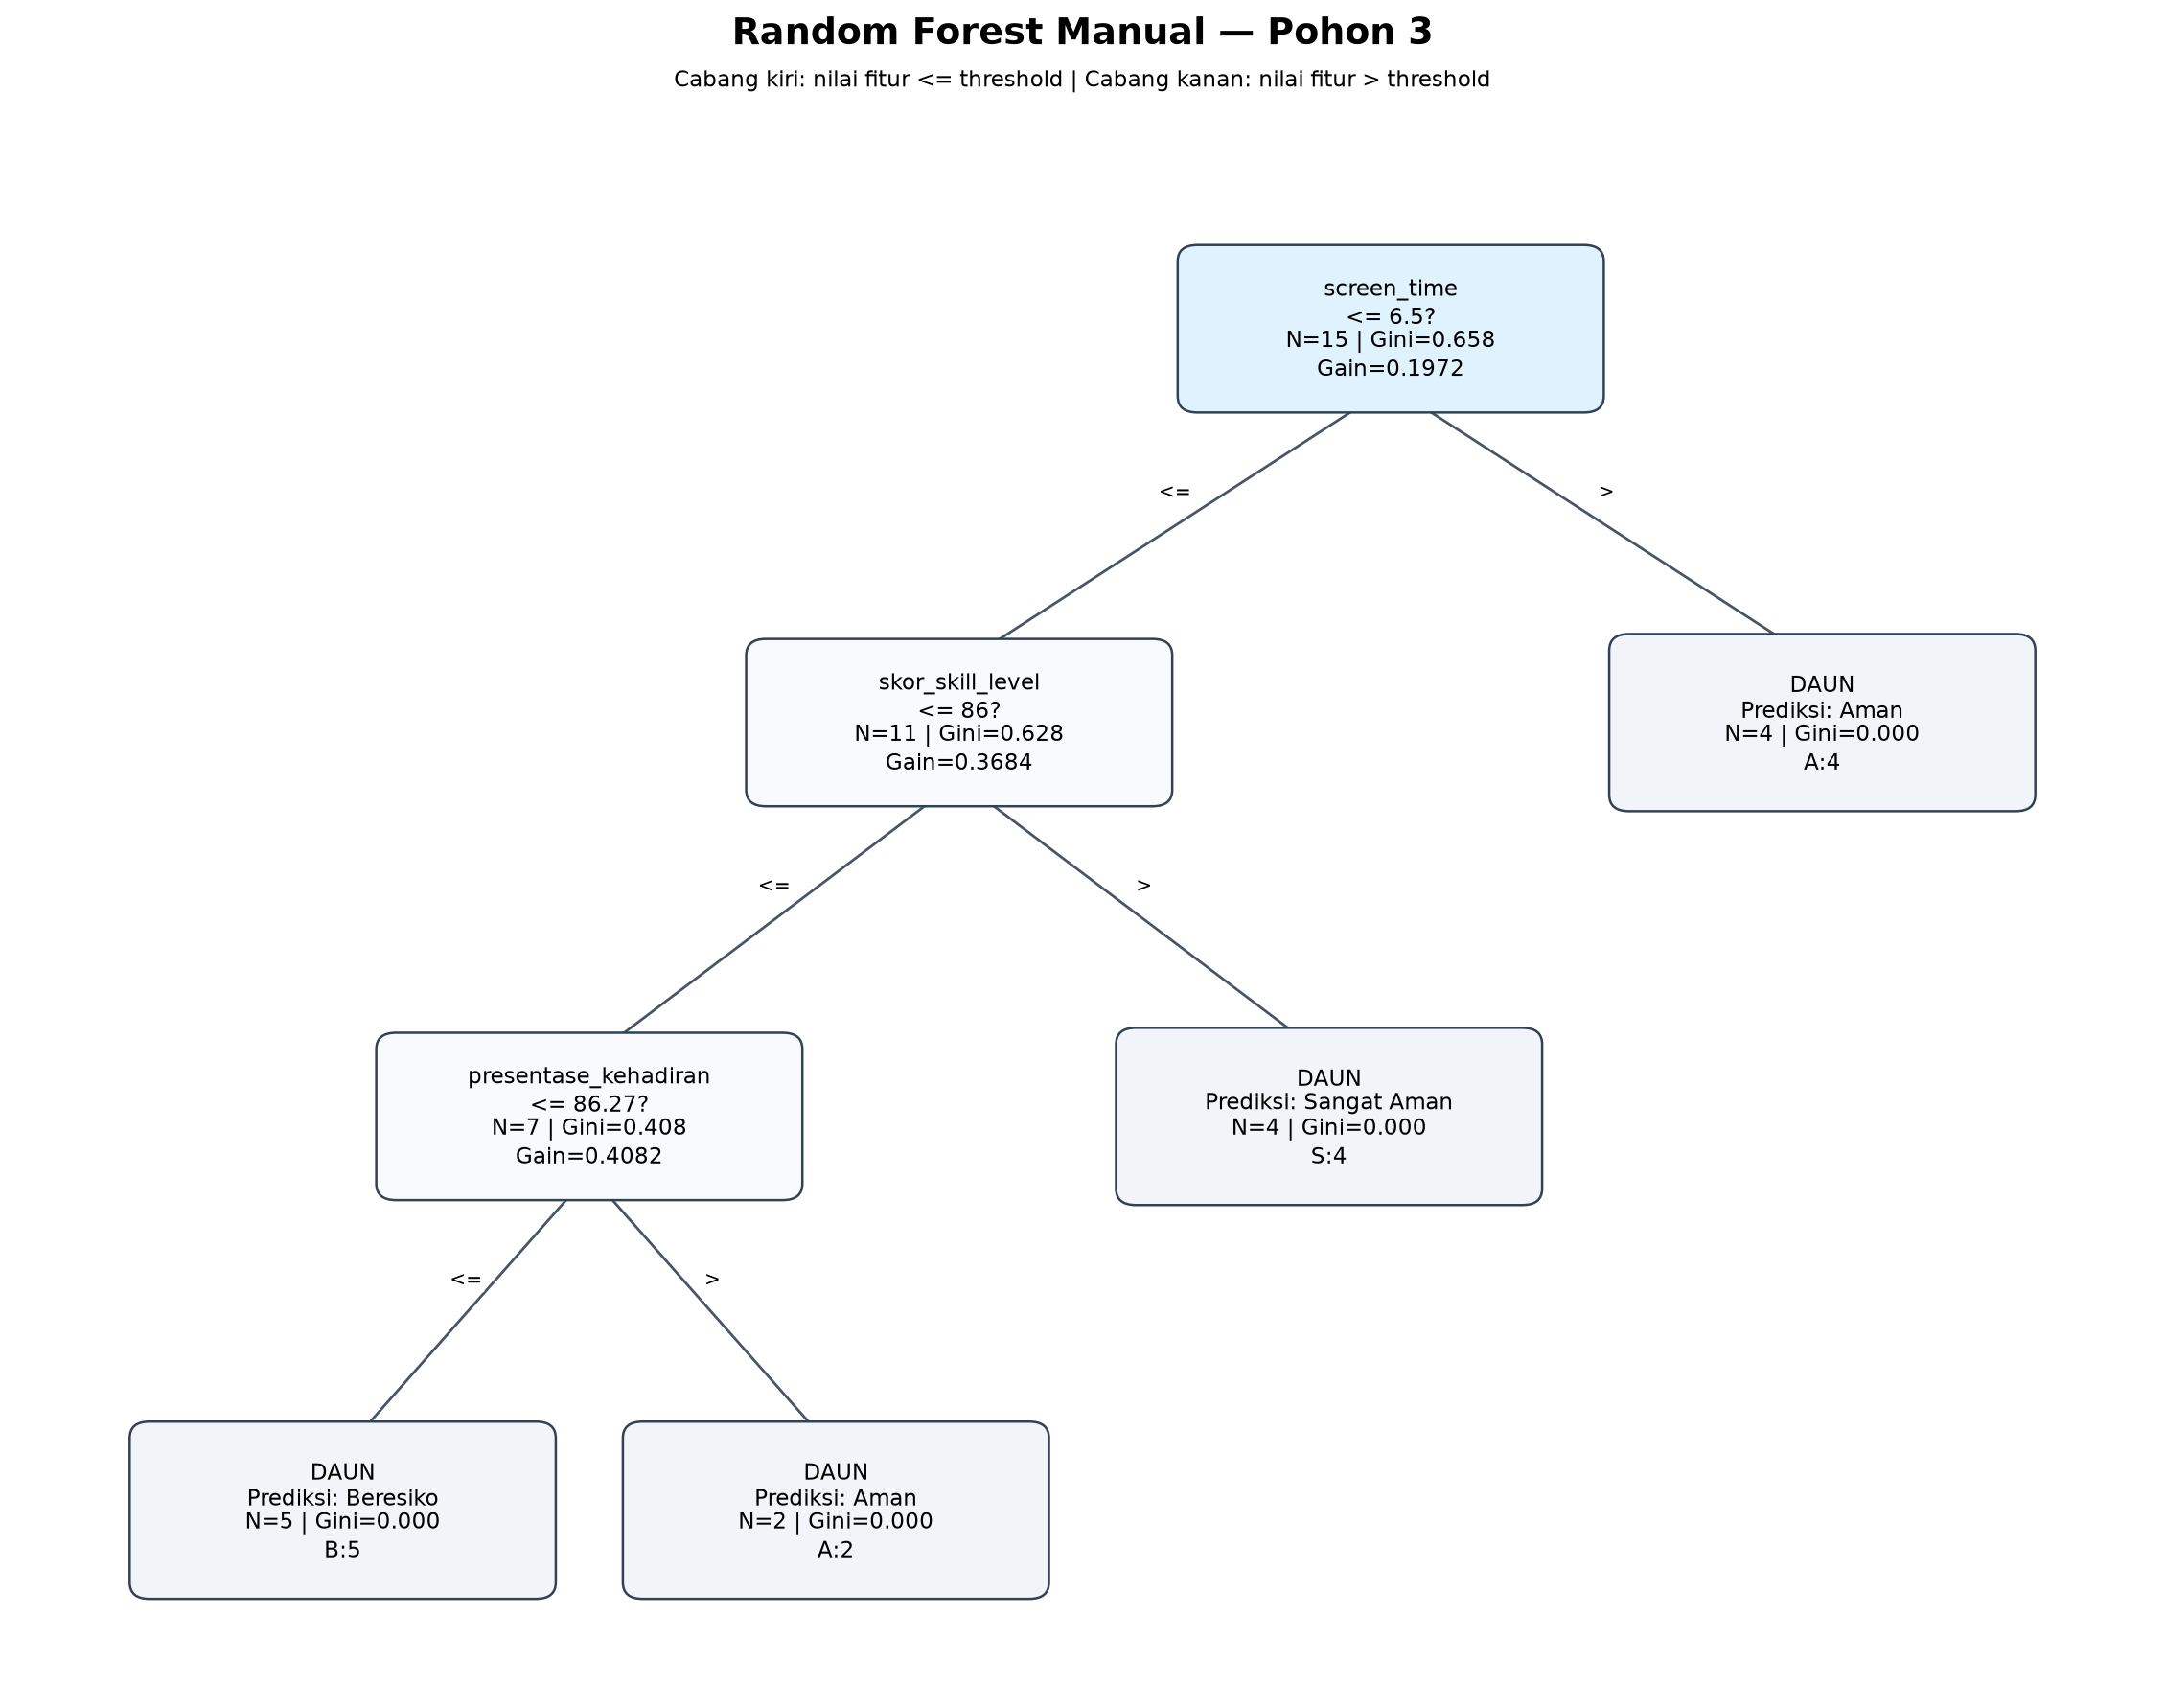 Random Forest Manual — Pohon 3
Cabang kiri: nilai fitur <= threshold | Cabang kanan: nilai fitur > threshold
screen_time
<= 6.5?
N=15 | Gini=0.658
Gain=0.1972
<=
>
skor_skill_level
<= 86?
N=11 | Gini=0.628
Gain=0.3684
DAUN
Prediksi: Aman
N=4 | Gini=0.000
A:4
<=
>
presentase_kehadiran
<= 86.27?
N=7 | Gini=0.408
Gain=0.4082
DAUN
Prediksi: Sangat Aman
N=4 | Gini=0.000
S:4
<=
>
DAUN
Prediksi: Beresiko
N=5 | Gini=0.000
B:5
DAUN
Prediksi: Aman
N=2 | Gini=0.000
A:2